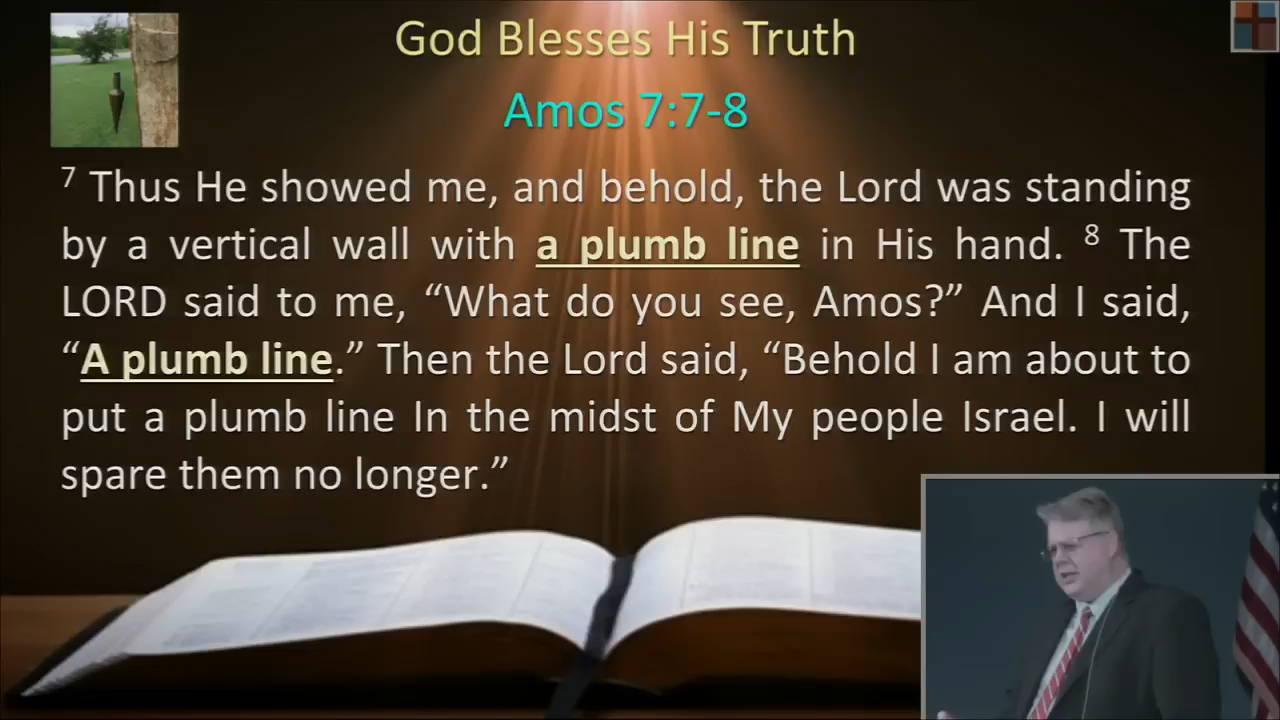 God Blesses His Truth
Amos 7:7-8
7 Thus He showed me, and behold, the Lord was standing
by a vertical wall with a plumb line in His hand. 8 The
LORD said to me, “What do you see, Amos?” And I said,
“A plumb line.” Then the Lord said, “Behold I am about to
put a plumb line In the midst of My people Israel. I will
spare them no longer.”